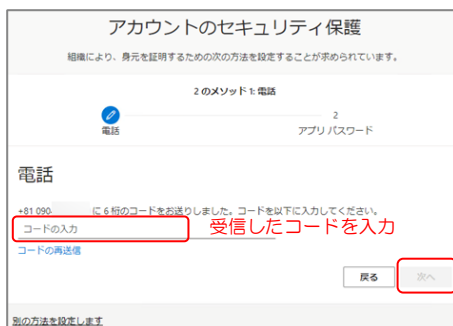 アカウントのセキュリティ保護
組織により、身元を証明するための次の方法を設定することが求められています。
2 のメソッド 1: 電話
電話
2
アプリ パスワード
電話
+81 090- に 6 桁のコードをお送りしました。コードを以下に入力してください。
コードの入力
受信したコードを入力
コードの再送信
戻る
次へ
別の方法を設定します